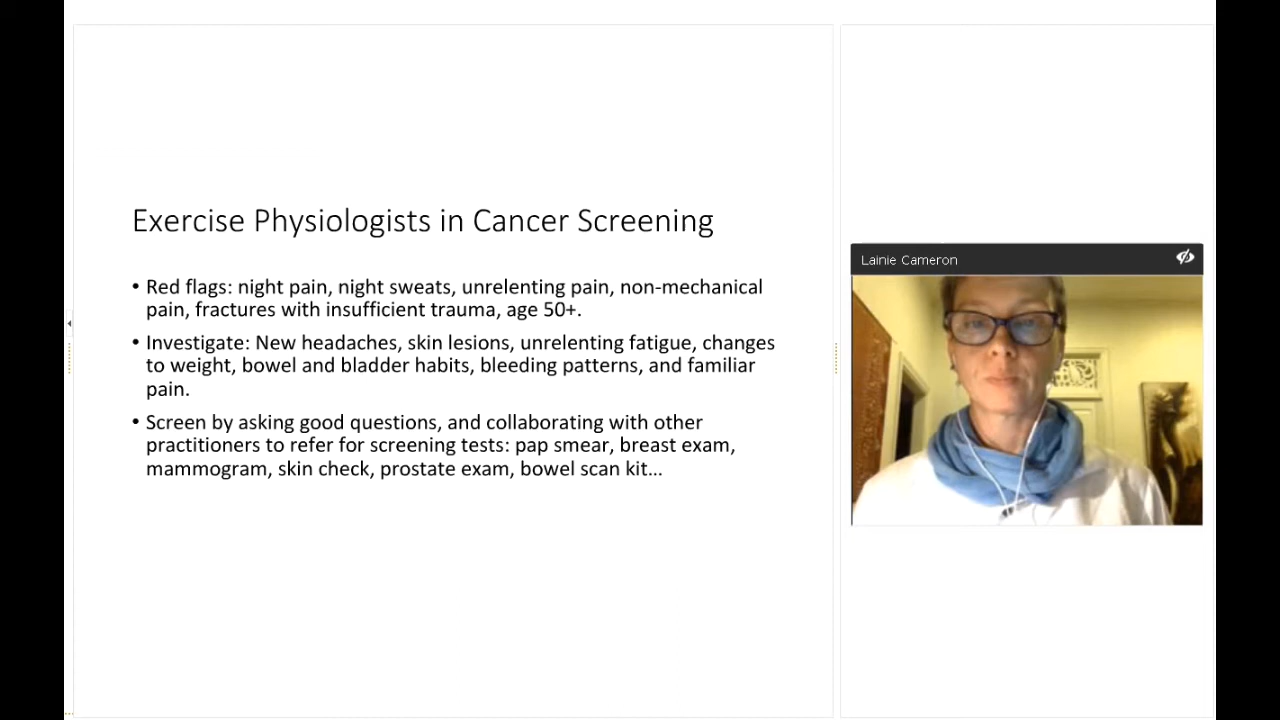 Exercise Physiologists in Cancer Screening
• Red flags: night pain, night sweats, unrelenting pain, non-mechanical
pain, fractures with insufficient trauma, age 50+.
• Investigate: New headaches, skin lesions, unrelenting fatigue, changes
to weight, bowel and bladder habits, bleeding patterns, and familiar
pain.
• Screen by asking good questions, and collaborating with other
practitioners to refer for screening tests: pap smear, breast exam,
mammogram, skin check, prostate exam, bowel scan kit...
Lainie Cameron